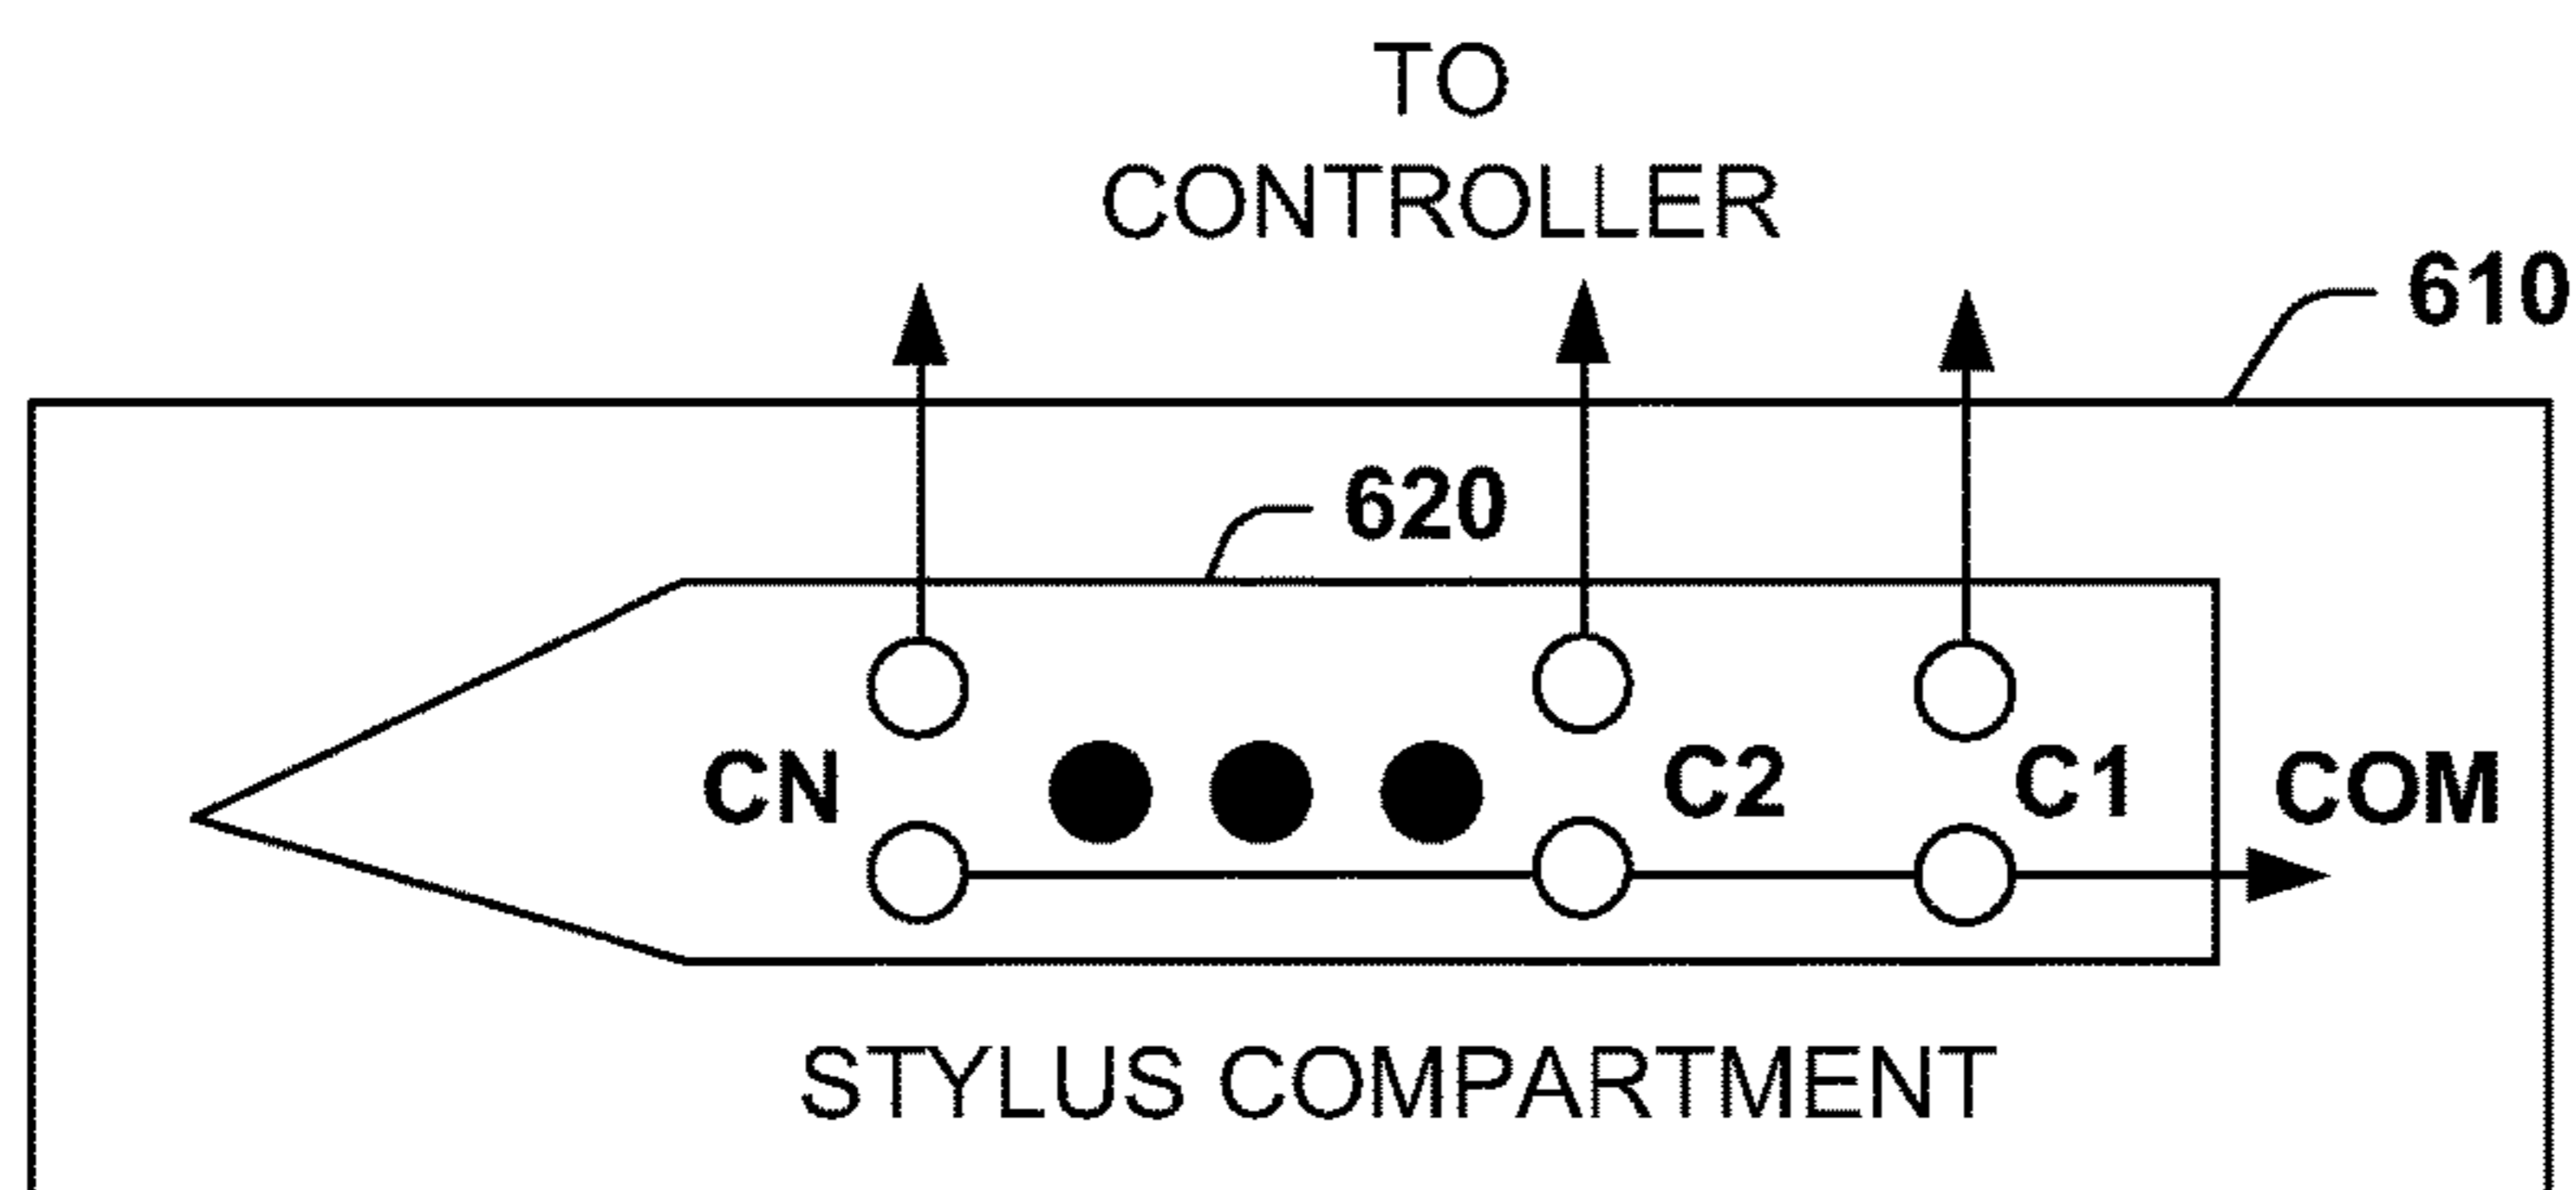 TO
CONTROLLER
610
620
CN
C2
C1
COM
STYLUS COMPARTMENT